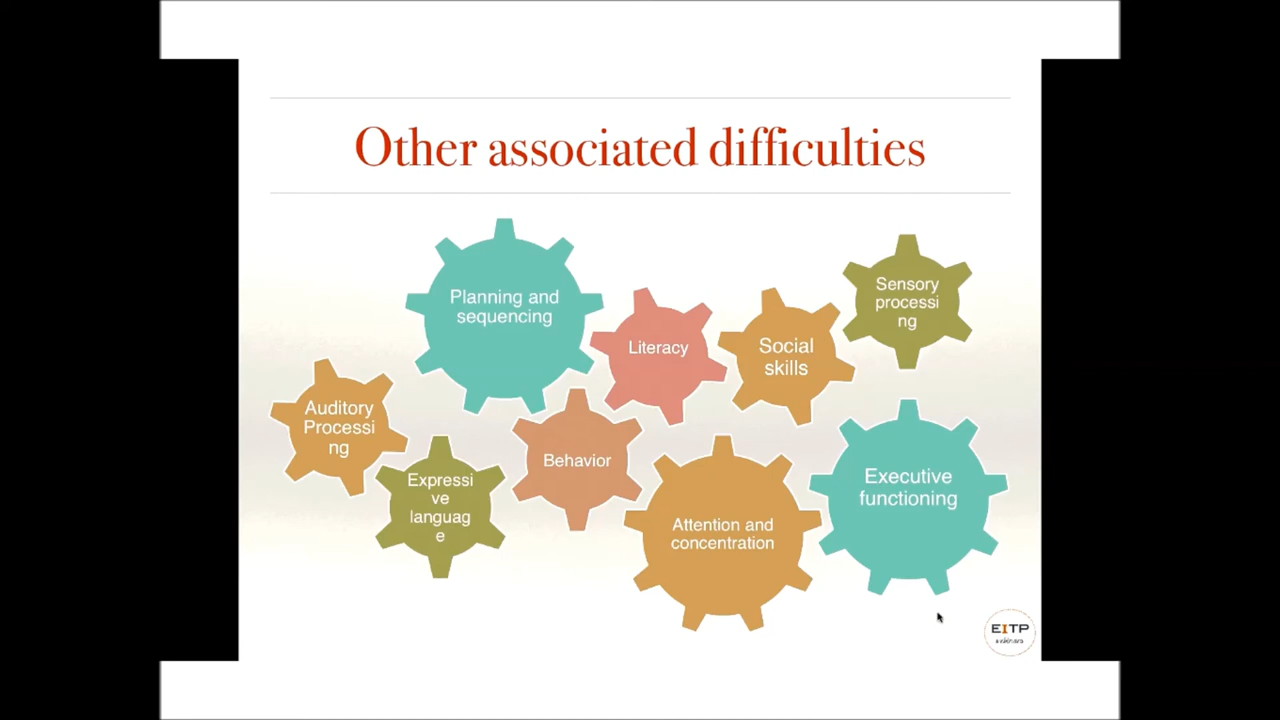 Other associated difficulties
Planning and
sequencing
Literacy
Social
skills
Sensory
processi
ng
Auditory
Processi
ng
Expressi
ve
languag
e
Behavior
Attention and
concentration
Executive
functioning
EITP